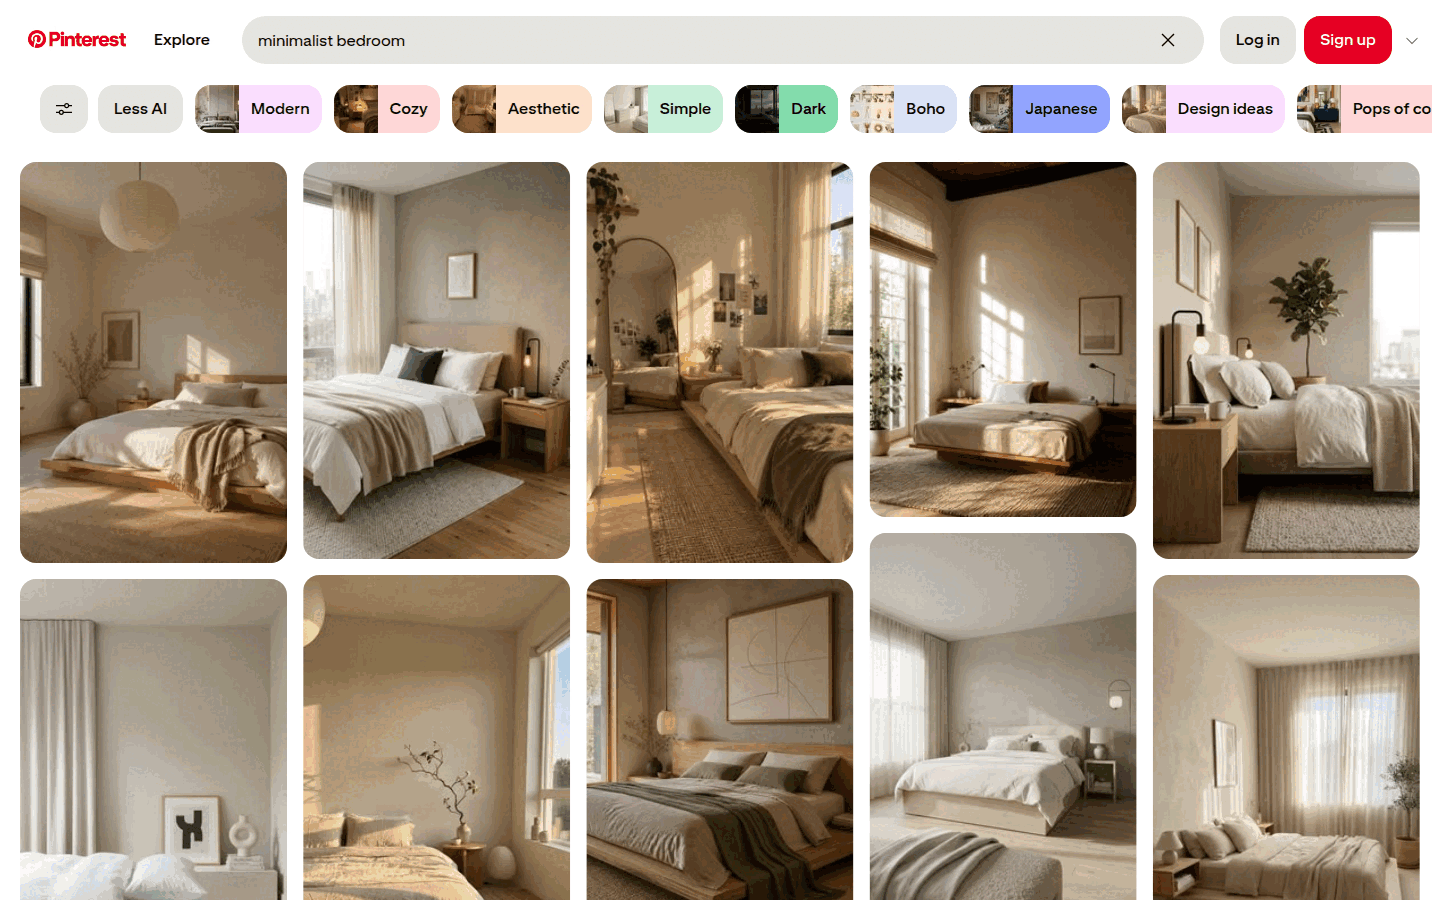 Pinterest
Explore
minimalist bedroom
Log in
Sign up
Less AI
Modern
Cozy
Aesthetic
Simple
Dark
Boho
Japanese
Design ideas
Pops of co